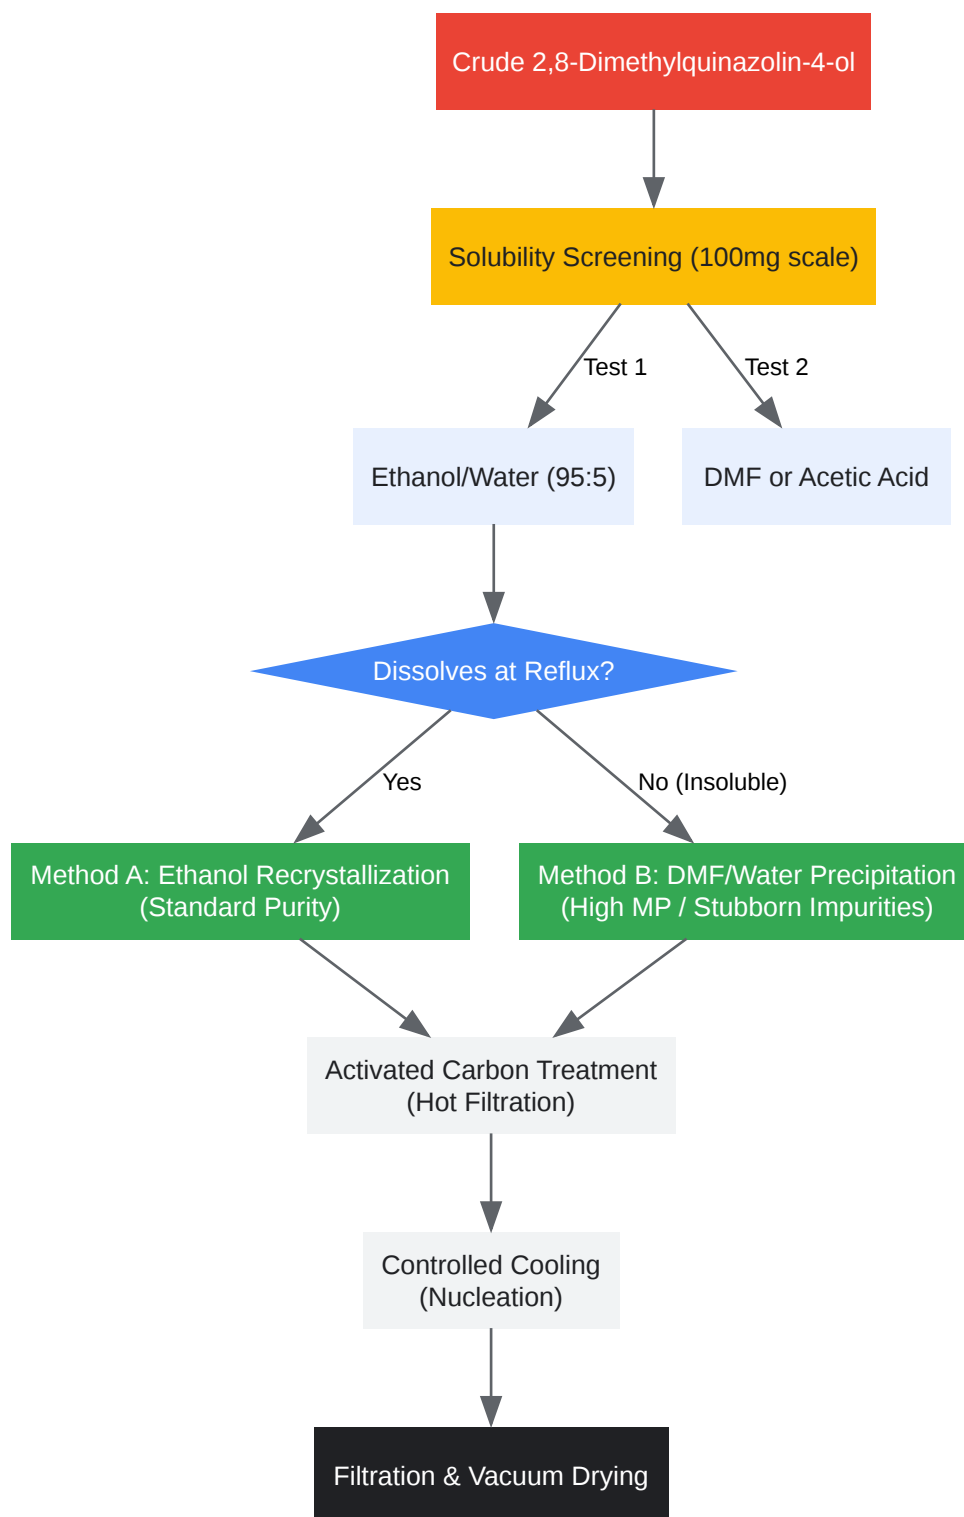 Crude 2,8-Dimethylquinazolin-4-ol
Solubility Screening (100mg scale)
Test 1
Test 2
Ethanol/Water (95:5)
DMF or Acetic Acid
Dissolves at Reflux?
Yes
No (Insoluble)
Method A: Ethanol Recrystallization
(Standard Purity)
Method B: DMF/Water Precipitation
(High MP / Stubborn Impurities)
Activated Carbon Treatment
(Hot Filtration)
Controlled Cooling
(Nucleation)
Filtration & Vacuum Drying